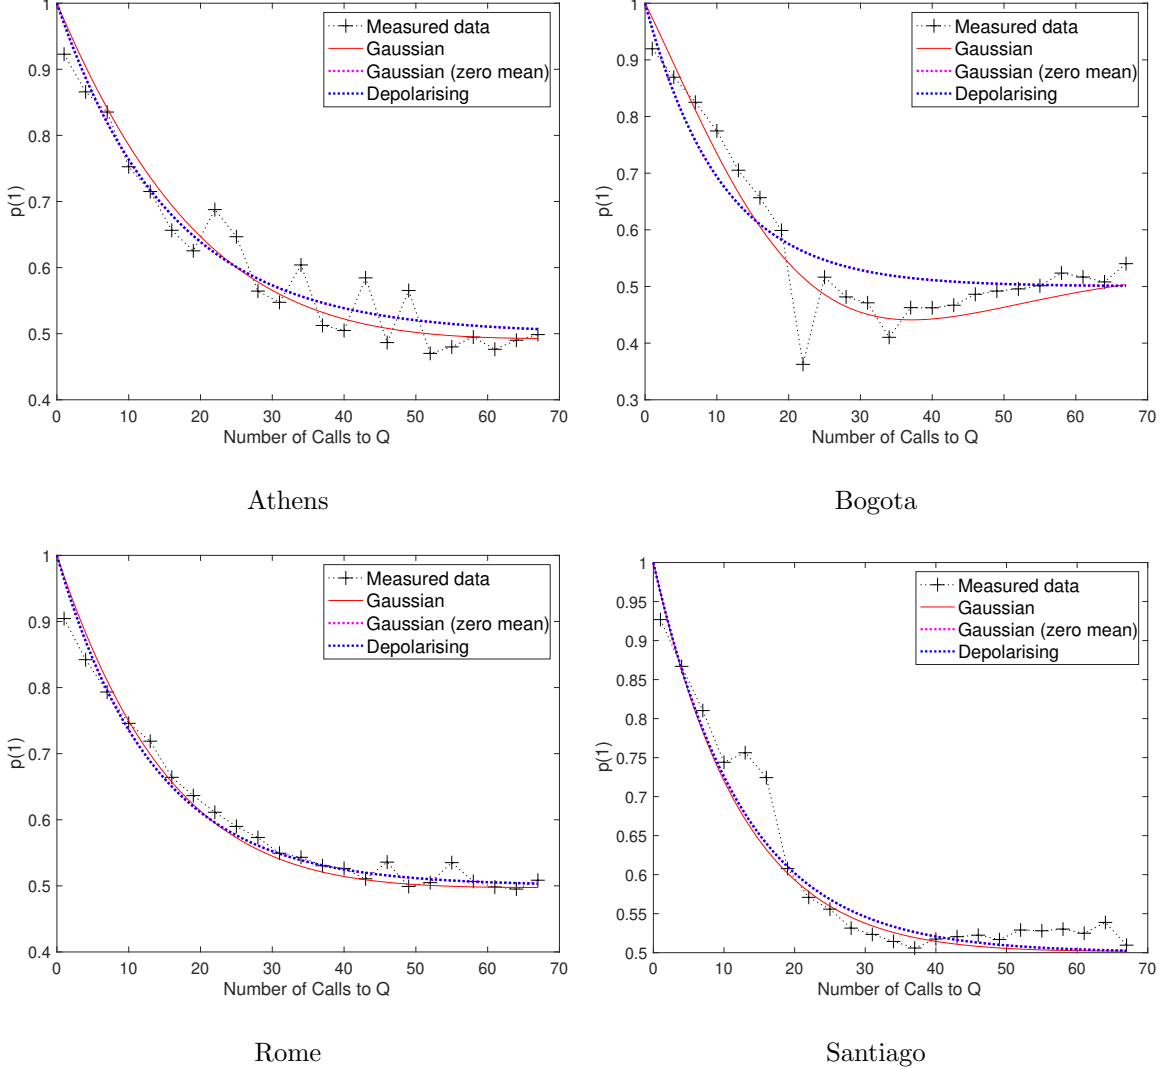 Measured data
Gaussian
Gaussian (zero mean)
Depolarising
1
0.9
0.8
0.7
0.6
0.5
0.4
p(1)
0 10 20 30 40 50 60 70
Number of Calls to Q
Athens
Measured data
Gaussian
Gaussian (zero mean)
Depolarising
1
0.9
0.8
0.7
0.6
0.5
0.4
0.3
p(1)
0 10 20 30 40 50 60 70
Number of Calls to Q
Bogota
Measured data
Gaussian
Gaussian (zero mean)
Depolarising
1
0.9
0.8
0.7
0.6
0.5
0.4
p(1)
0 10 20 30 40 50 60 70
Number of Calls to Q
Rome
Measured data
Gaussian
Gaussian (zero mean)
Depolarising
1
0.95
0.9
0.85
0.8
0.75
0.7
0.65
0.6
0.55
0.5
p(1)
0 10 20 30 40 50 60 70
Number of Calls to Q
Santiago